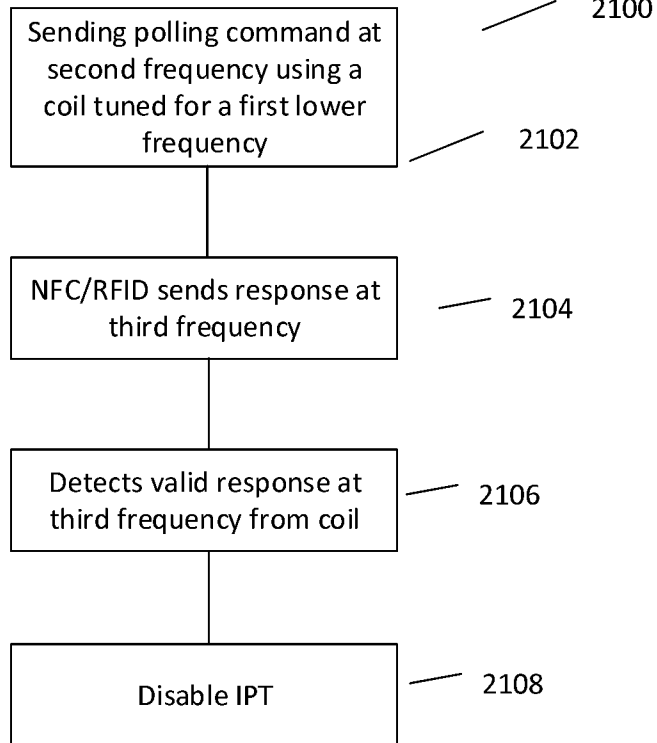 2100
Sending polling command at
second frequency using a
coil tuned for a first lower
frequency
2102
NFC/RFID sends response at
third frequency
2104
Detects valid response at
third frequency from coil
2106
Disable IPT
2108